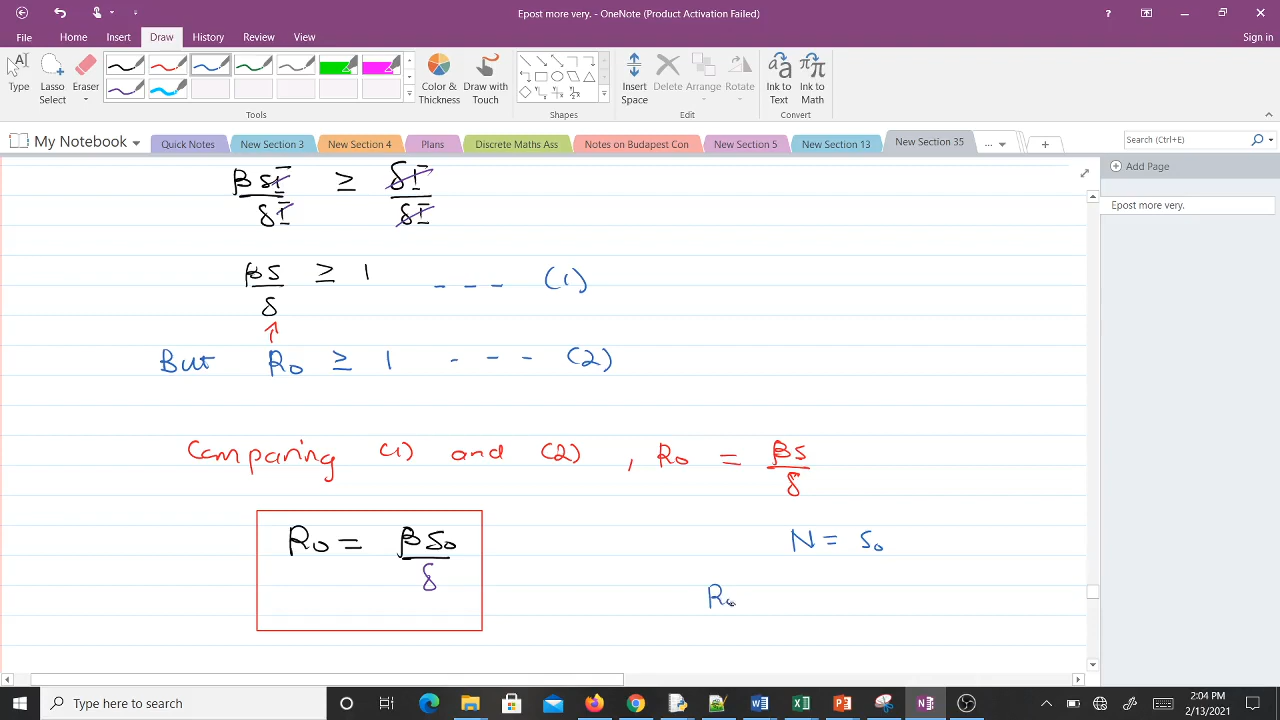 Epost more very. - OneNote (Product Activation Failed)
File Home Insert Draw History Review View Sign in
Type Lasso Select Eraser Color & Thickness Draw with Touch Insert Space Delete Arrange Rotate Ink to Text Ink to Math
Tools Shapes Edit Convert
My Notebook Quick Notes New Section 3 New Section 4 Plans Discrete Maths Ass Notes on Budapest Con New Section 5 New Section 13 New Section 35 ... Search (Ctrl+E)
Add Page
Epost more very.
βSI / δI ≥ δI / δI
βS / δ ≥ 1 - - - (1)
↑
But R₀ ≥ 1 - - - (2)
Comparing (1) and (2), R₀ = βS / δ
R₀ = βS₀ / δ
N = S₀
R₀
Type here to search
2:04 PM
2/13/2021